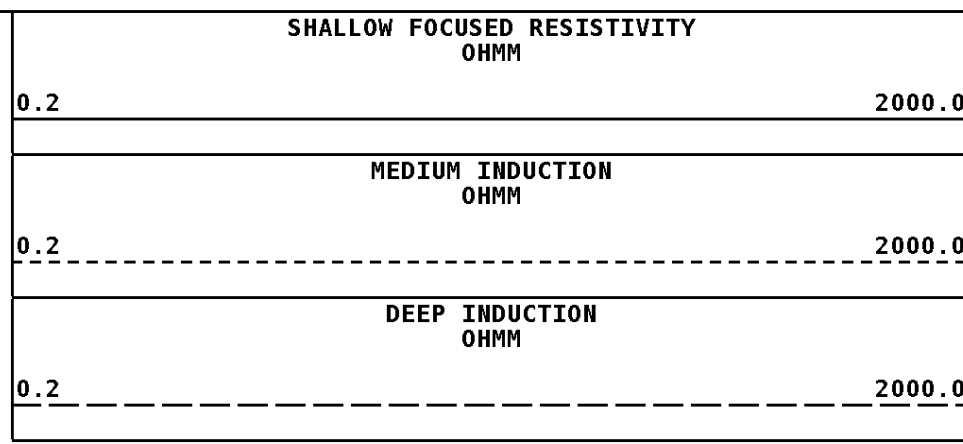 SHALLOW FOCUSED RESISTIVITY
OHMM
0.2 2000.0
MEDIUM INDUCTION
OHMM
0.2 2000.0
DEEP INDUCTION
OHMM
0.2 2000.0